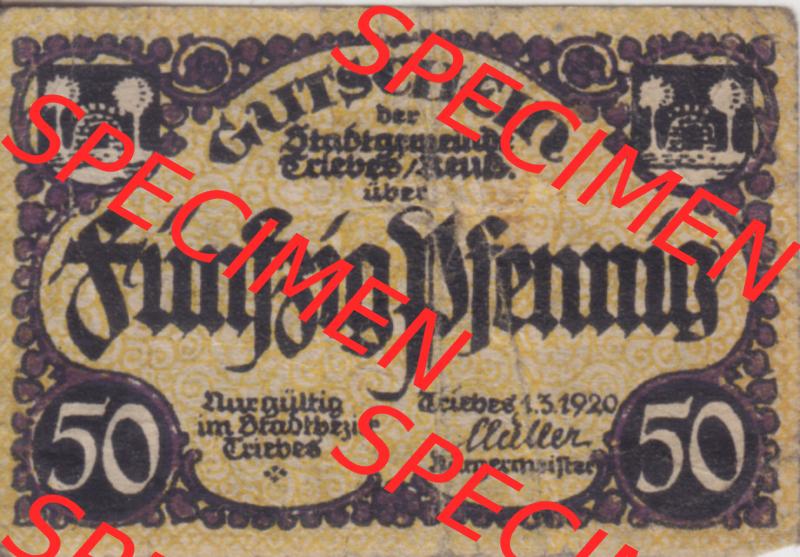 SPECIMEN
GUTSCHEIN
der
Stadtgemeinde
Triebes/Reuß.
über
SPECIMEN
Fünfzig Pfennig
50
Nur gültig
im Stadtbezirk
Triebes
Triebes 1.3.1920
Bürgermeister
50
SPECIMEN
SPE